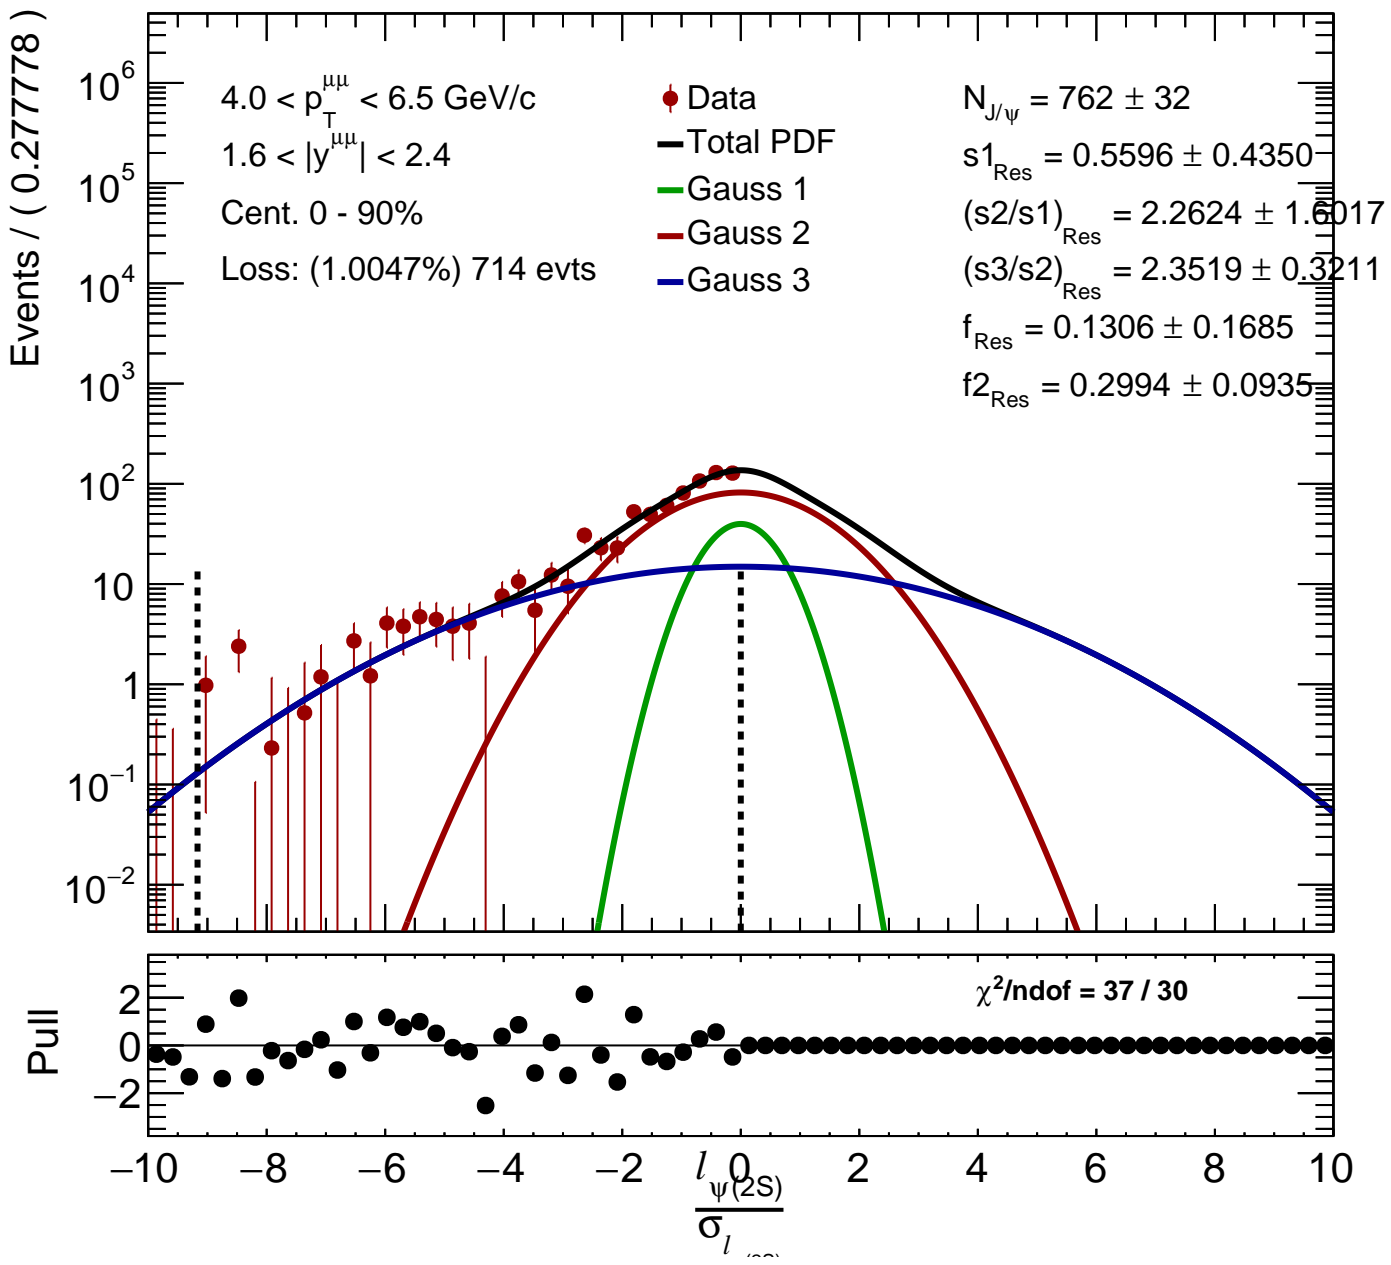 Events / ( 0.277778 )
10^6
10^5
10^4
10^3
10^2
10
1
10^−1
10^−2
4.0 < p_T^μμ < 6.5 GeV/c
1.6 < |y^μμ| < 2.4
Cent. 0 - 90%
Loss: (1.0047%) 714 evts
Data
Total PDF
Gauss 1
Gauss 2
Gauss 3
N_J/ψ = 762 ± 32
s1_Res = 0.5596 ± 0.4350
(s2/s1)_Res = 2.2624 ± 1.6017
(s3/s2)_Res = 2.3519 ± 0.3211
f_Res = 0.1306 ± 0.1685
f2_Res = 0.2994 ± 0.0935
Pull
2
0
−2
χ²/ndof = 37 / 30
−10 −8 −6 −4 −2 0 2 4 6 8 10
l_ψ(2S)
σ_l